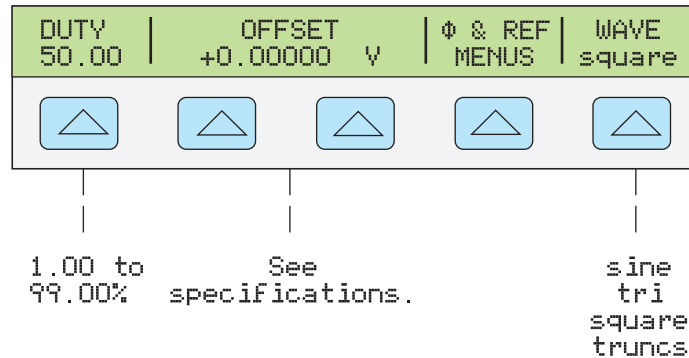 DUTY OFFSET Φ & REF WAVE
50.00 +0.00000 V MENUS square
1.00 to See sine
99.00% specifications. tri
square
truncs